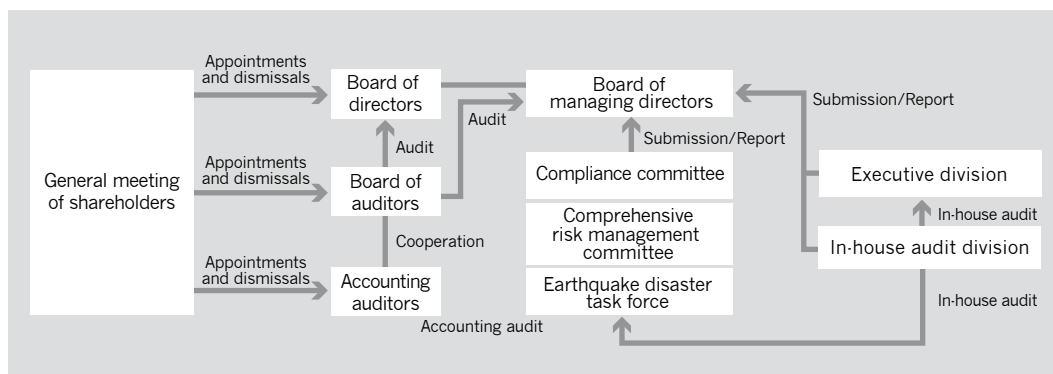 Appointments
and dismissals
Board of
directors
Board of
managing directors
Submission/Report
Audit
Audit
Submission/Report
General meeting
of shareholders
Appointments
and dismissals
Board of
auditors
Compliance committee
Executive division
Cooperation
Comprehensive
risk management
committee
In-house audit
In-house audit division
Appointments
and dismissals
Accounting
auditors
Earthquake disaster
task force
In-house audit
Accounting audit